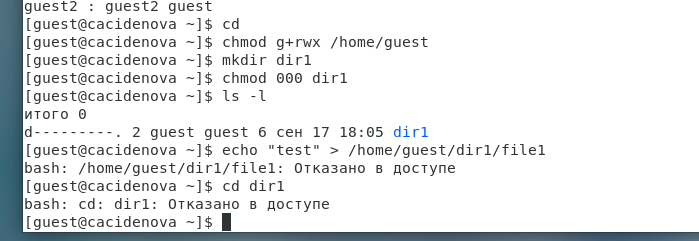 guest2 : guest2 guest
[guest@cacidenova ~]$ cd
[guest@cacidenova ~]$ chmod g+rwx /home/guest
[guest@cacidenova ~]$ mkdir dir1
[guest@cacidenova ~]$ chmod 000 dir1
[guest@cacidenova ~]$ ls -l
итого 0
d---------. 2 guest guest 6 сен 17 18:05 dir1
[guest@cacidenova ~]$ echo "test" > /home/guest/dir1/file1
bash: /home/guest/dir1/file1: Отказано в доступе
[guest@cacidenova ~]$ cd dir1
bash: cd: dir1: Отказано в доступе
[guest@cacidenova ~]$